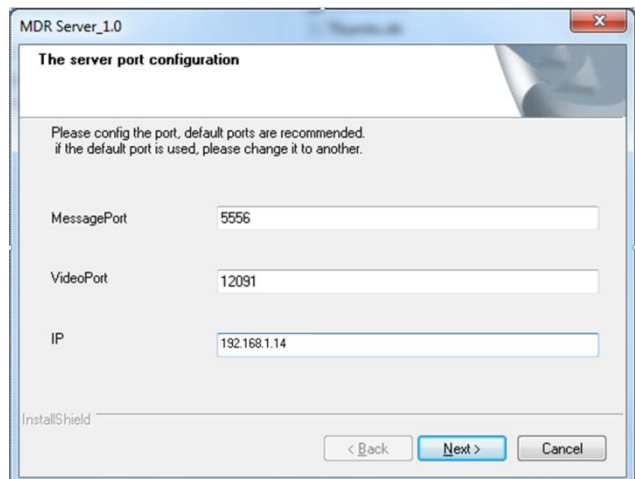 MDR Server_1.0
The server port configuration
Please config the port, default ports are recommended.
if the default port is used, please change it to another.
MessagePort
5556
VideoPort
12091
IP
192.168.1.14
InstallShield
< Back
Next >
Cancel